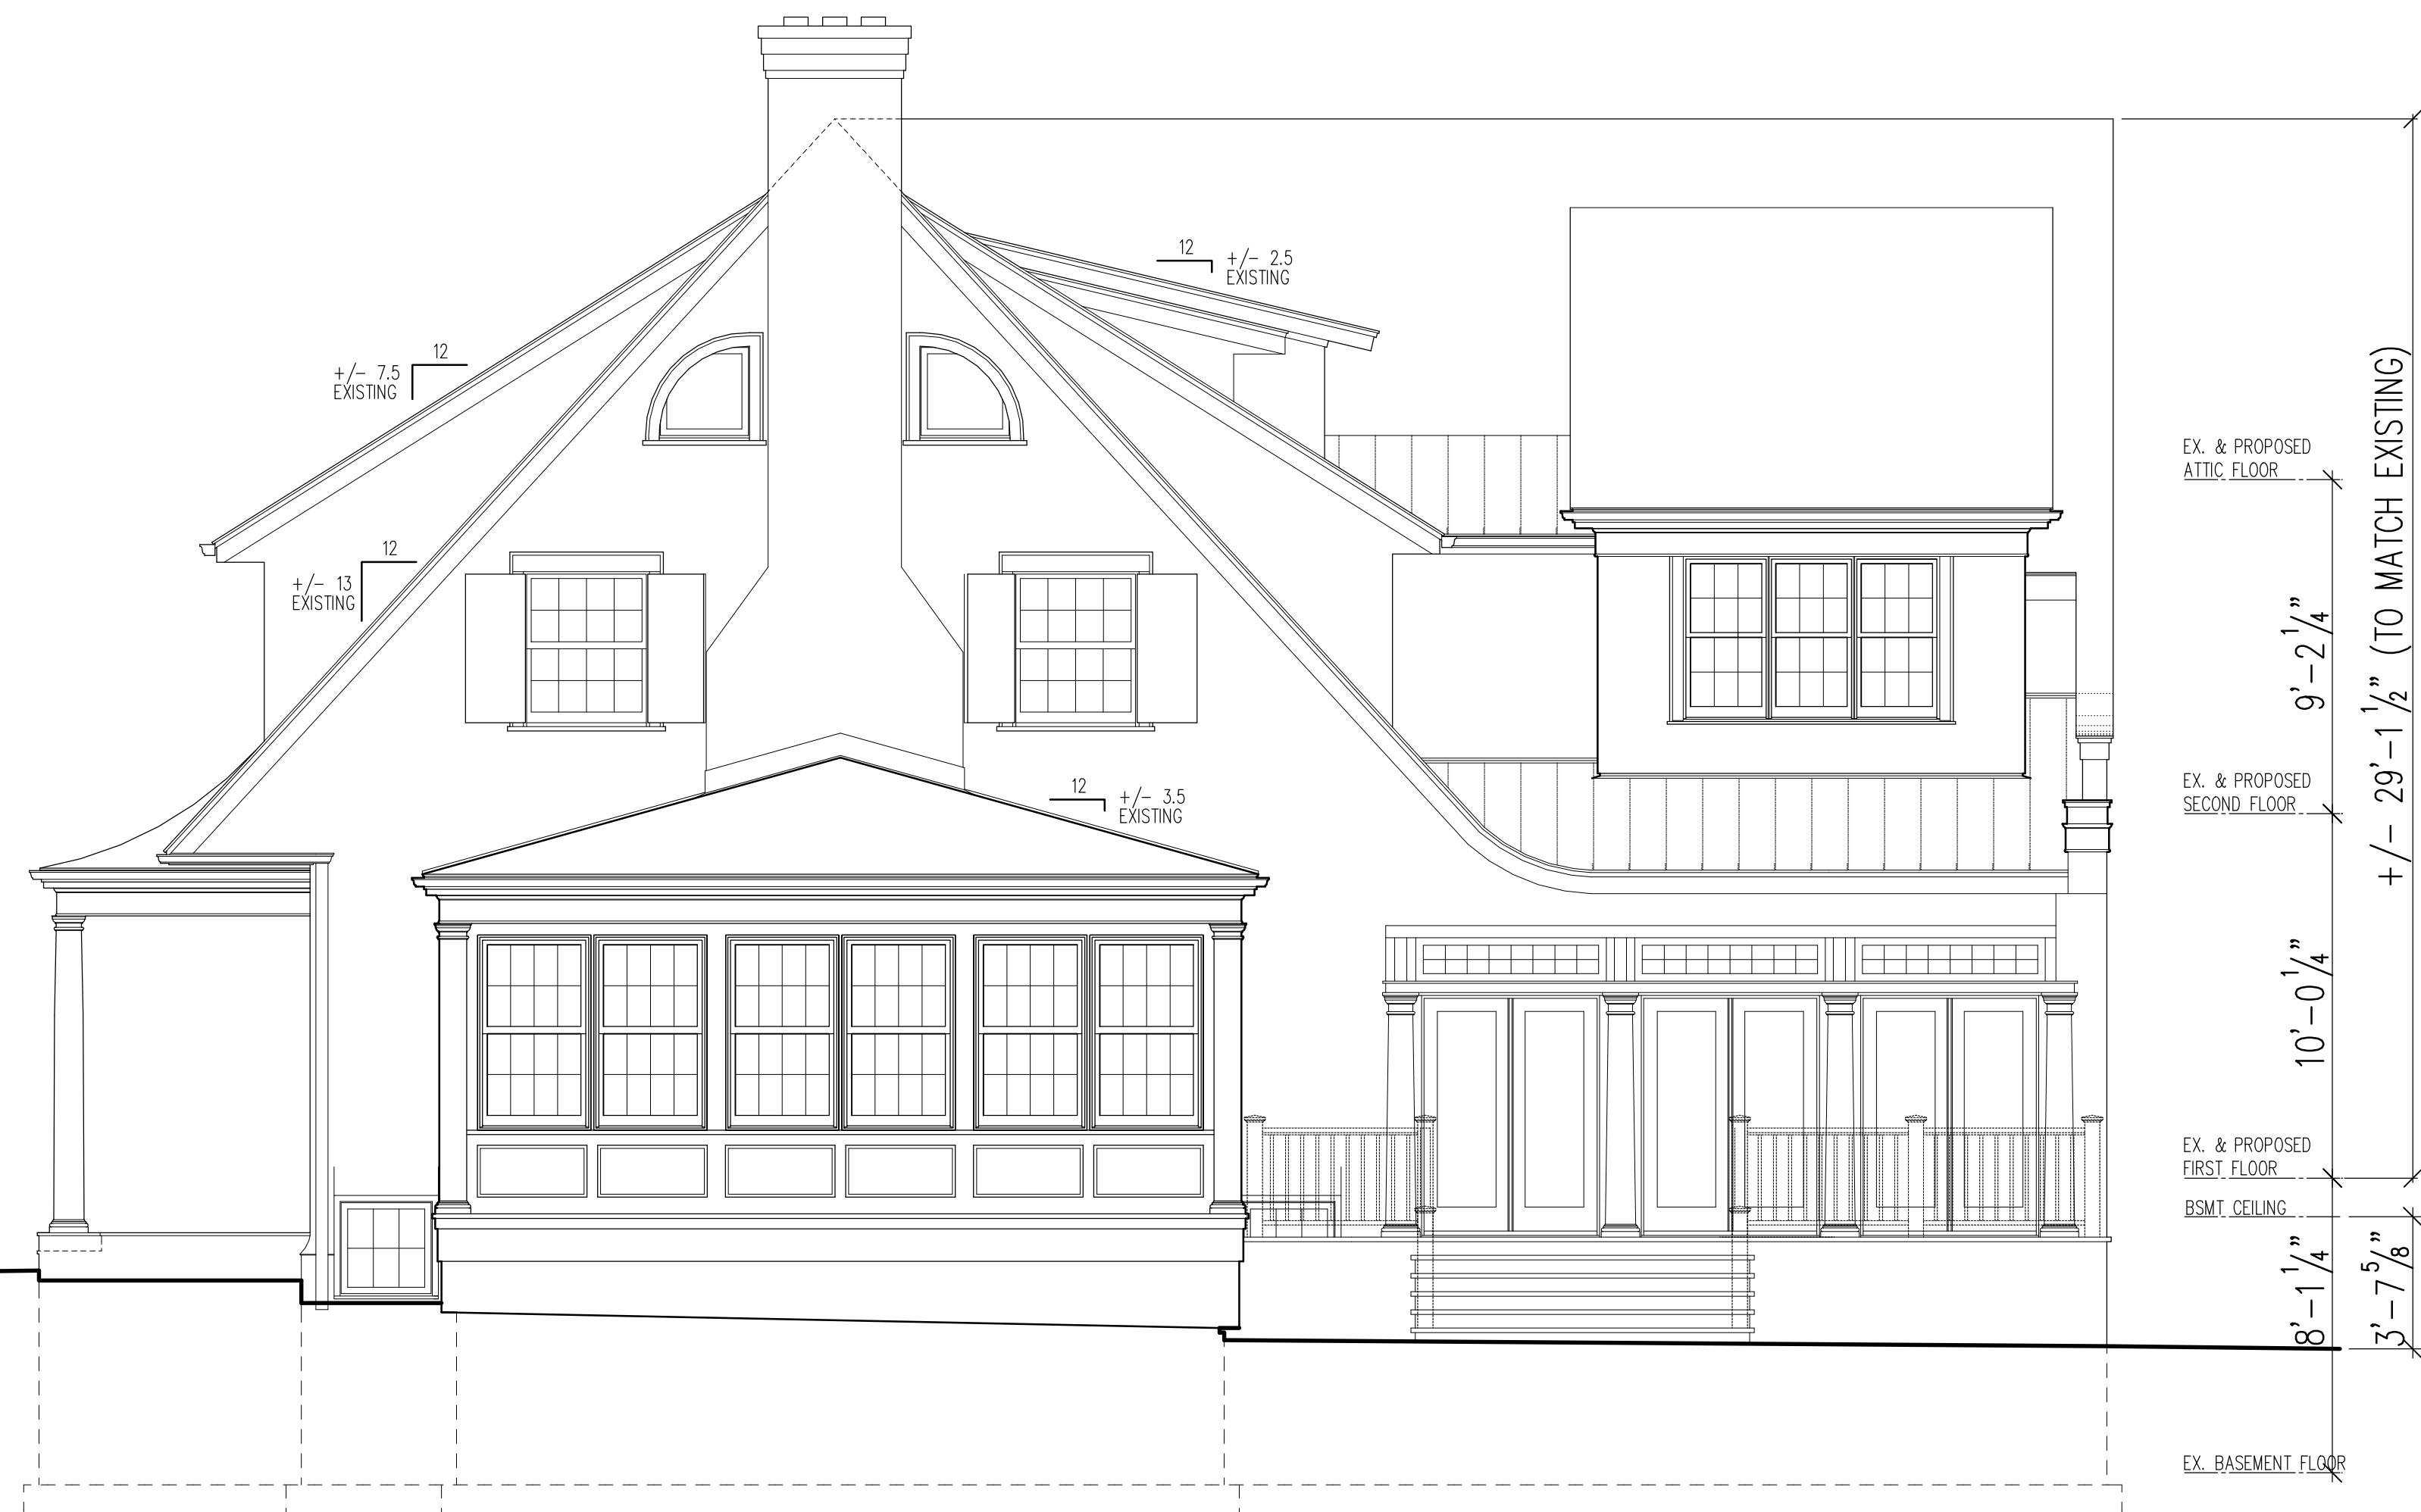 12
+/- 2.5
EXISTING
12
+/- 7.5
EXISTING
12
+/- 13
EXISTING
12
+/- 3.5
EXISTING
EX. & PROPOSED
ATTIC FLOOR
9'-2 1/4"
EX. & PROPOSED
SECOND FLOOR
10'-0 1/4"
EX. & PROPOSED
FIRST FLOOR
BSMT CEILING
8'-1 1/4"
EX. BASEMENT FLOOR
+/- 29'-1 1/2" (TO MATCH EXISTING)
3'-7 5/8"